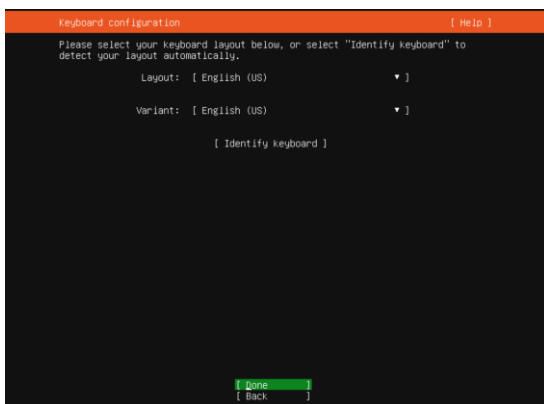 Keyboard configuration [ Help ]
Please select your keyboard layout below, or select "Identify keyboard" to
detect your layout automatically.
Layout: [ English (US) ▾ ]
Variant: [ English (US) ▾ ]
[ Identify keyboard ]
[ Done ]
[ Back ]